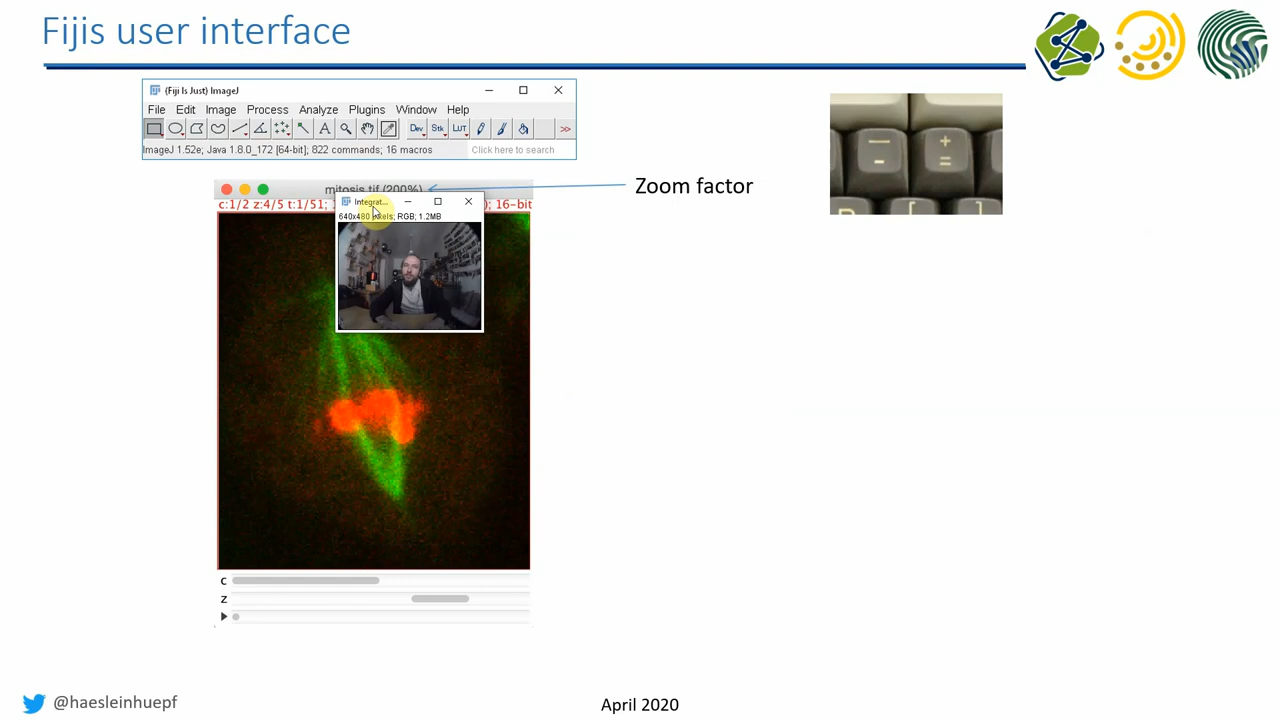 Fijis user interface
(Fiji Is Just) ImageJ
File Edit Image Process Analyze Plugins Window Help
Dev Stk LUT >>
ImageJ 1.52e; Java 1.8.0_172 [64-bit]; 822 commands; 16 macros
Click here to search
mitosis.tif (200%)
Zoom factor
c:1/2 z:4/5 t:1/51; ); 16-bit
Integrat...
640x480 pixels; RGB; 1.2MB
c
z
@haesleinhuepf
April 2020